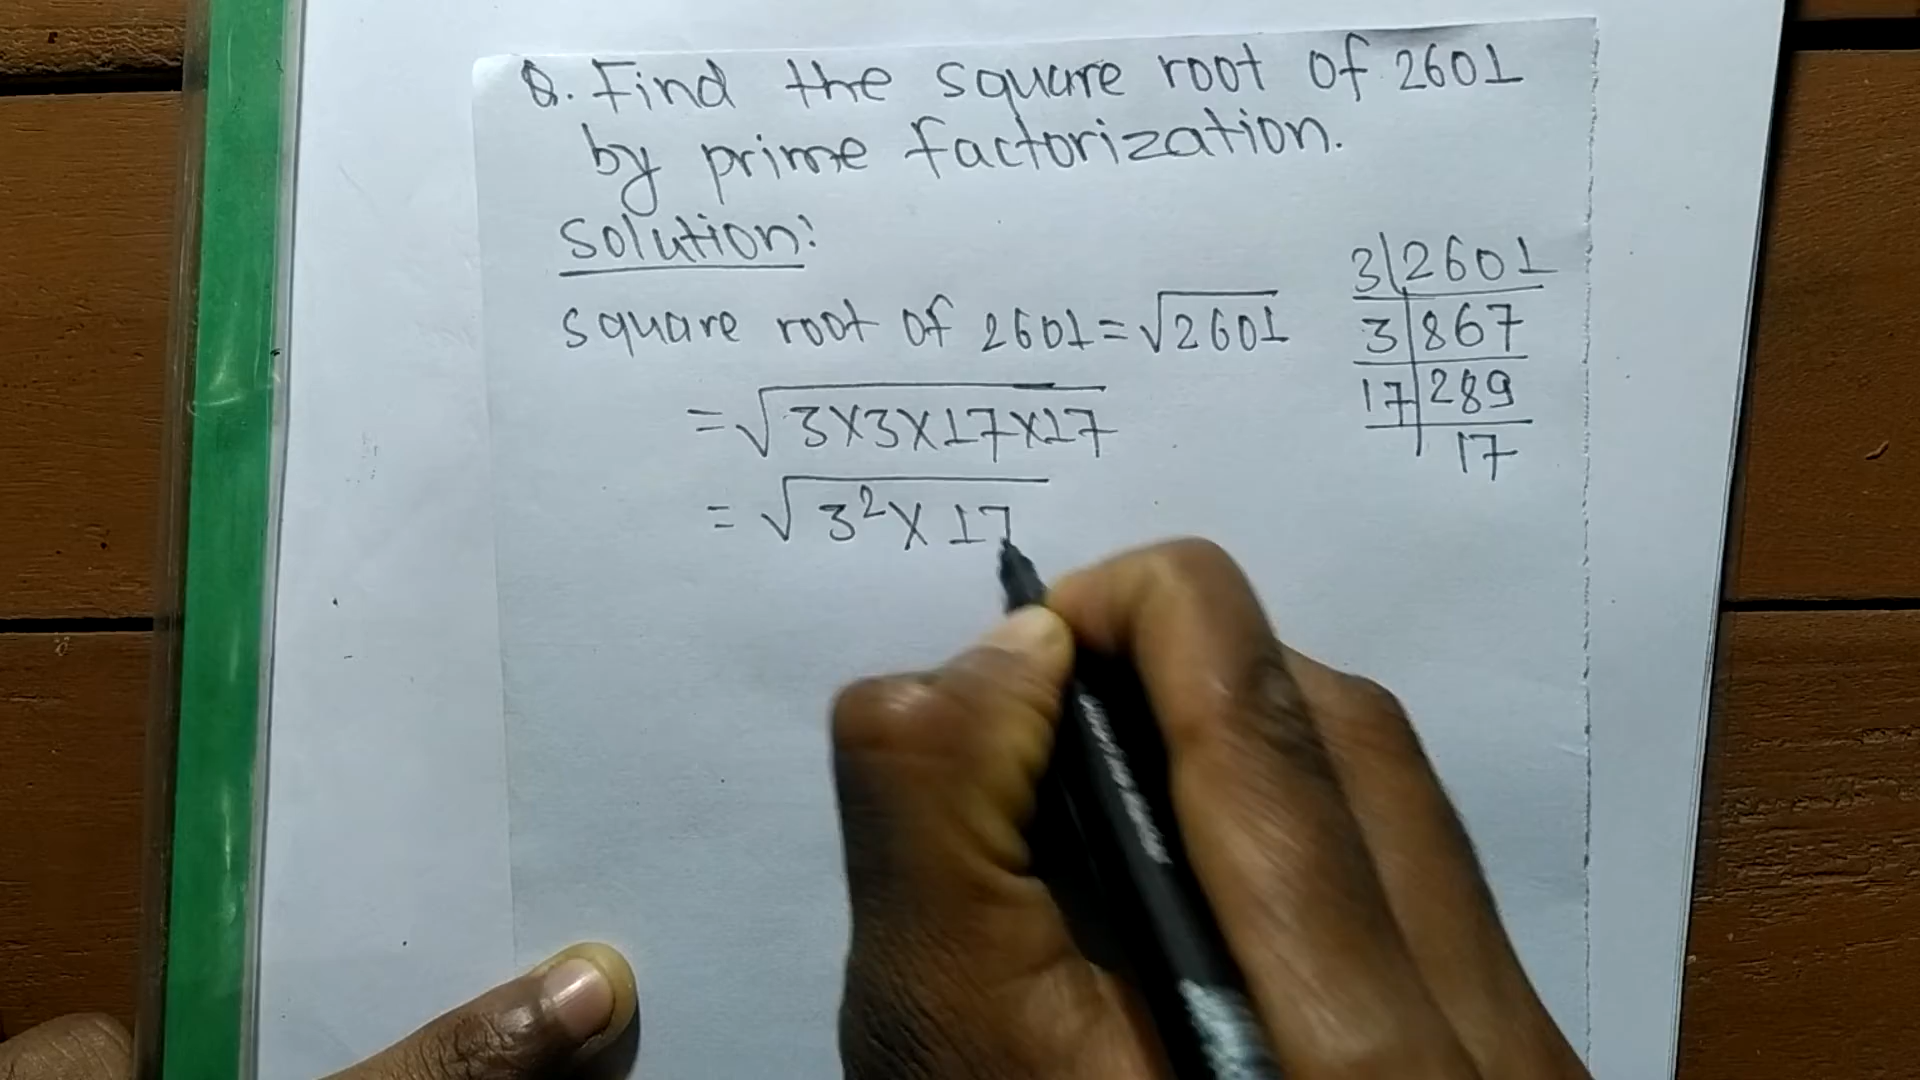 Q. Find the square root of 2601
by prime factorization.
Solution:
square root of 2601 = √2601
= √3×3×17×17
= √3²× 17
3|2601
3|867
17|289
17